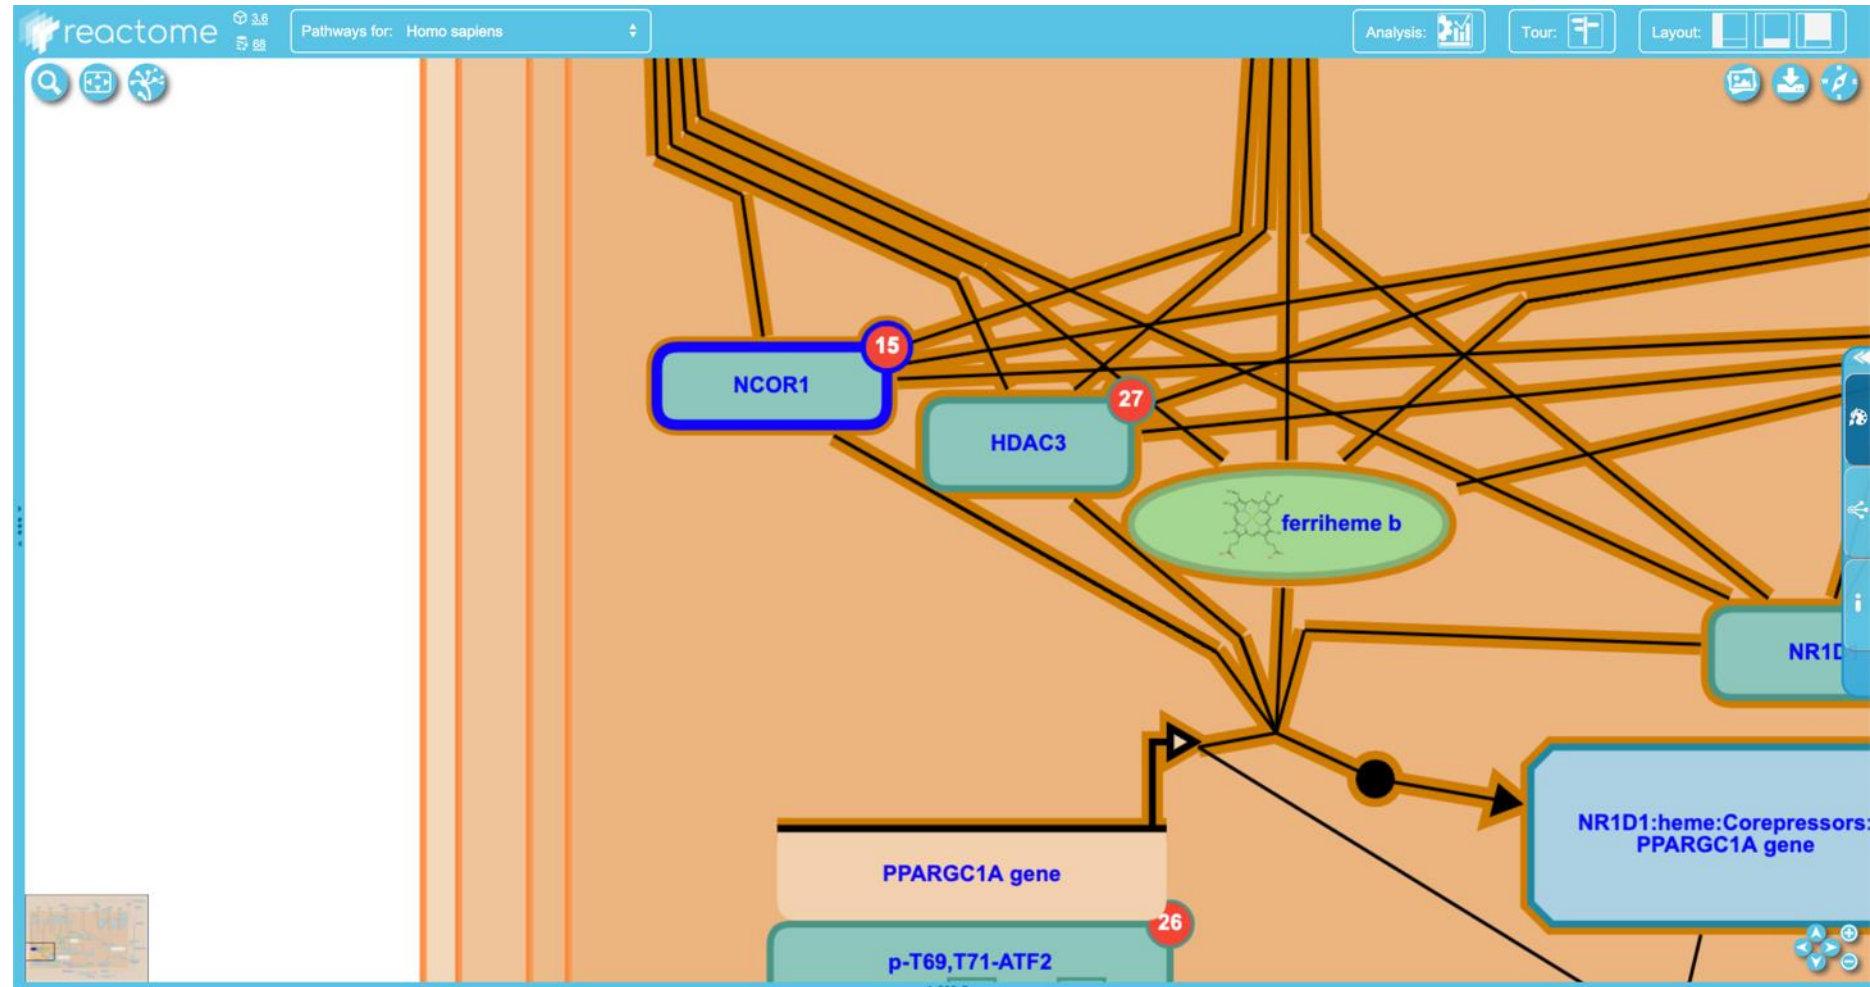 reactome
3.6
68
Pathways for: Homo sapiens
Analysis:
Tour:
Layout:
15
NCOR1
27
HDAC3
ferriheme b
NR1D
NR1D1:heme:Corepressors:
PPARGC1A gene
PPARGC1A gene
26
p-T69,T71-ATF2